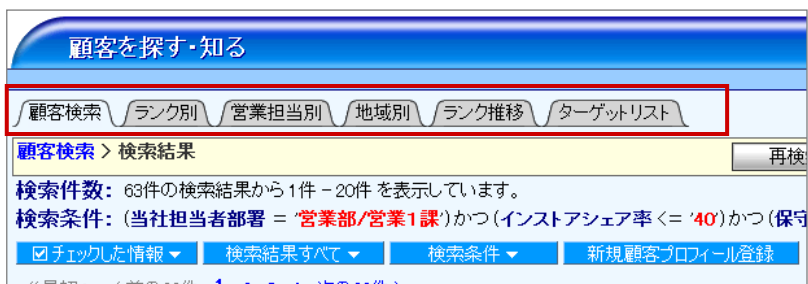 顧客を探す・知る
顧客検索 ランク別 営業担当別 地域別 ランク推移 ターゲットリスト
顧客検索 > 検索結果 再検
検索件数： 63件の検索結果から1件 - 20件 を表示しています。
検索条件： (当社担当者部署 = '営業部/営業1課')かつ(インストアシェア率 <= '40')かつ(保守
☑チェックした情報▼ 検索結果すべて▼ 検索条件▼ 新規顧客プロフィール登録